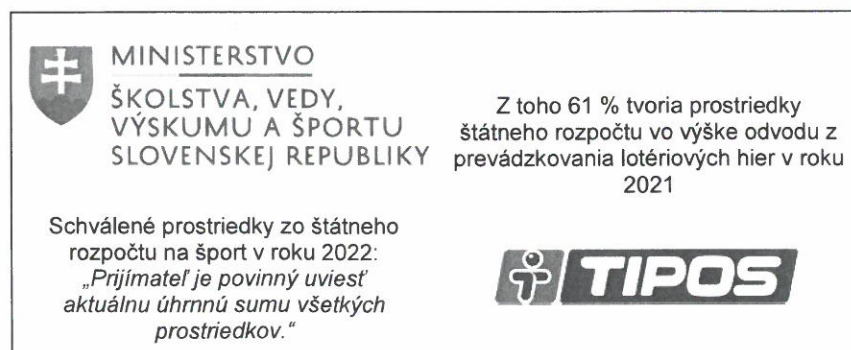 MINISTERSTVO
ŠKOLSTVA, VEDY,
VÝSKUMU A ŠPORTU
SLOVENSKEJ REPUBLIKY
Schválené prostriedky zo štátneho
rozpočtu na šport v roku 2022:
„Prijímateľ je povinný uviesť
aktuálnu úhrnnú sumu všetkých
prostriedkov.“
Z toho 61 % tvoria prostriedky
štátneho rozpočtu vo výške odvodu z
prevádzkovania lotériových hier v roku
2021
TIPOS